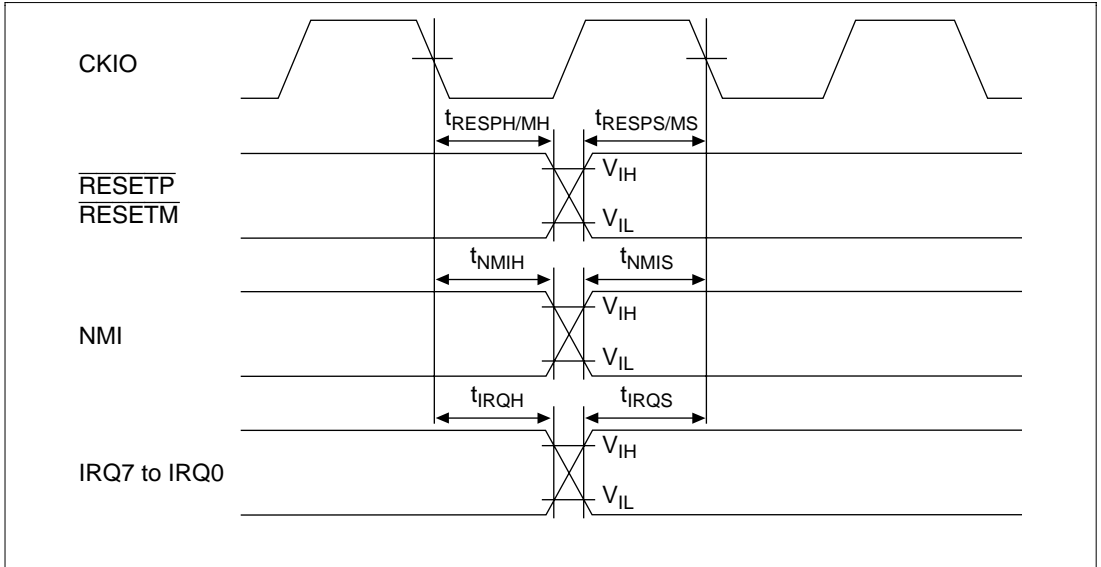 CKIO
tRESPH/MH tRESPS/MS
RESETP
RESETM
VIH
VIL
tNMIH tNMIS
NMI
VIH
VIL
tIRQH tIRQS
IRQ7 to IRQ0
VIH
VIL